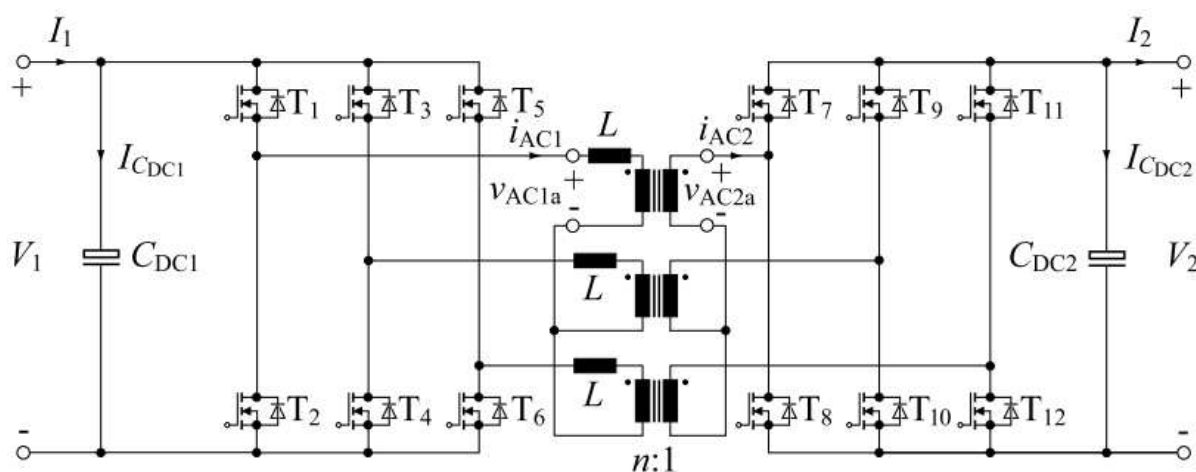 I1 I2
+ T1 T3 T5 T7 T9 T11 +
L
iAC1 iAC2
ICDC1 + + ICDC2
vAC1a vAC2a
- -
V1 CDC1 CDC2 V2
L
L
T2 T4 T6 T8 T10 T12
- -
n:1